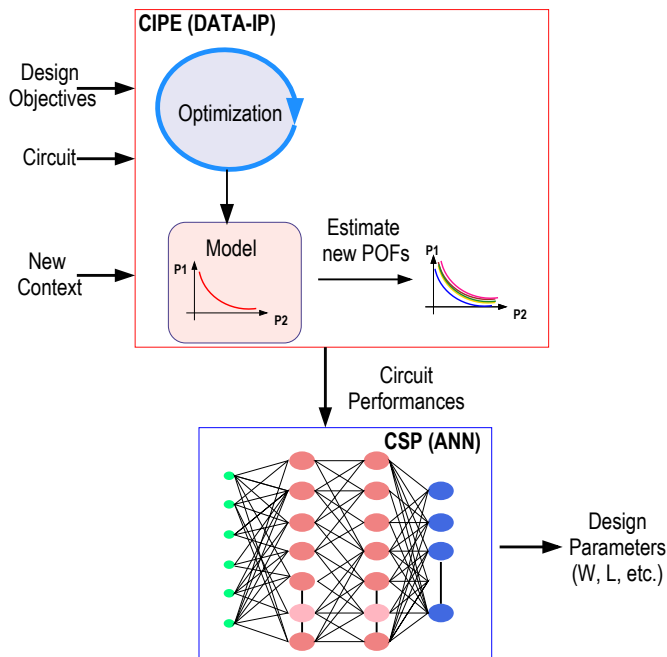 CIPE (DATA-IP)
Design
Objectives
Optimization
Circuit
Model
P1
P2
Estimate
new POFs
P1
P2
New
Context
Circuit
Performances
CSP (ANN)
Design
Parameters
(W, L, etc.)